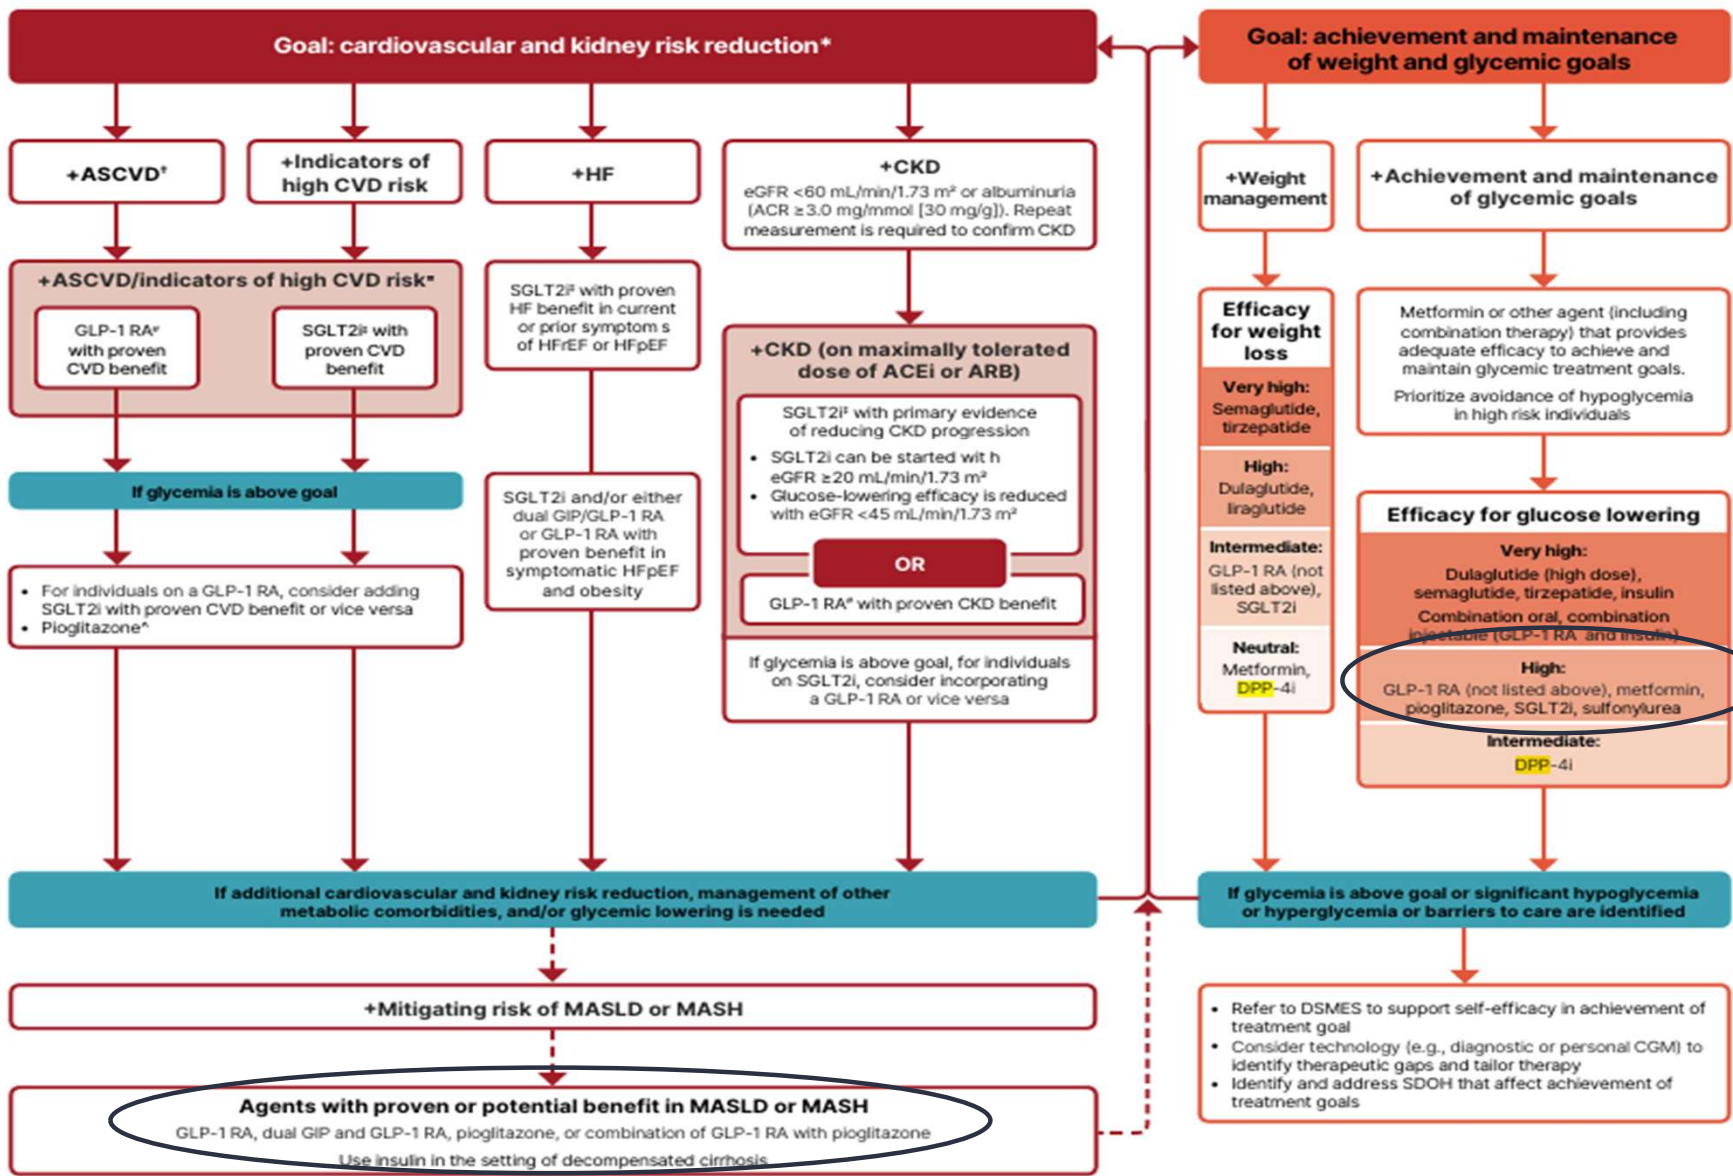 Goal: cardiovascular and kidney risk reduction*
+ASCVD†
+Indicators of
high CVD risk
+HF
+CKD
eGFR <60 mL/min/1.73 m² or albuminuria
(ACR ≥3.0 mg/mmol [30 mg/g]). Repeat
measurement is required to confirm CKD
+ASCVD/indicators of high CVD risk
GLP-1 RA
with proven
CVD benefit
SGLT2i with
proven CVD
benefit
SGLT2i with proven
HF benefit in current
or prior symptom s
of HFrEF or HFpEF
+CKD (on maximally tolerated
dose of ACEi or ARB)
SGLT2i with primary evidence
of reducing CKD progression
• SGLT2i can be started wit h
eGFR ≥20 mL/min/1.73 m²
• Glucose-lowering efficacy is reduced
with eGFR <45 mL/min/1.73 m²
OR
GLP-1 RA with proven CKD benefit
If glycemia is above goal, for individuals
on SGLT2i, consider incorporating
a GLP-1 RA or vice versa
If glycemia is above goal
SGLT2i and/or either
dual GIP/GLP-1 RA
or GLP-1 RA with
proven benefit in
symptomatic HFpEF
and obesity
• For individuals on a GLP-1 RA, consider adding
SGLT2i with proven CVD benefit or vice versa
• Pioglitazone^
If additional cardiovascular and kidney risk reduction, management of other
metabolic comorbidities, and/or glycemic lowering is needed
+Mitigating risk of MASLD or MASH
Agents with proven or potential benefit in MASLD or MASH
GLP-1 RA, dual GIP and GLP-1 RA, pioglitazone, or combination of GLP-1 RA with pioglitazone
Use insulin in the setting of decompensated cirrhosis
Goal: achievement and maintenance
of weight and glycemic goals
+Weight
management
Efficacy
for weight
loss
Very high:
Semaglutide,
tirzepatide
High:
Dulaglutide,
liraglutide
Intermediate:
GLP-1 RA (not
listed above),
SGLT2i
Neutral:
Metformin,
DPP-4i
+Achievement and maintenance
of glycemic goals
Metformin or other agent (including
combination therapy) that provides
adequate efficacy to achieve and
maintain glycemic treatment goals.
Prioritize avoidance of hypoglycemia
in high risk individuals
Efficacy for glucose lowering
Very high:
Dulaglutide (high dose),
semaglutide, tirzepatide, insulin
Combination oral, combination
injectable (GLP-1 RA and insulin)
High:
GLP-1 RA (not listed above), metformin,
pioglitazone, SGLT2i, sulfonylurea
Intermediate:
DPP-4i
If glycemia is above goal or significant hypoglycemia
or hyperglycemia or barriers to care are identified
• Refer to DSMES to support self-efficacy in achievement of
treatment goal
• Consider technology (e.g., diagnostic or personal CGM) to
identify therapeutic gaps and tailor therapy
• Identify and address SDOH that affect achievement of
treatment goals